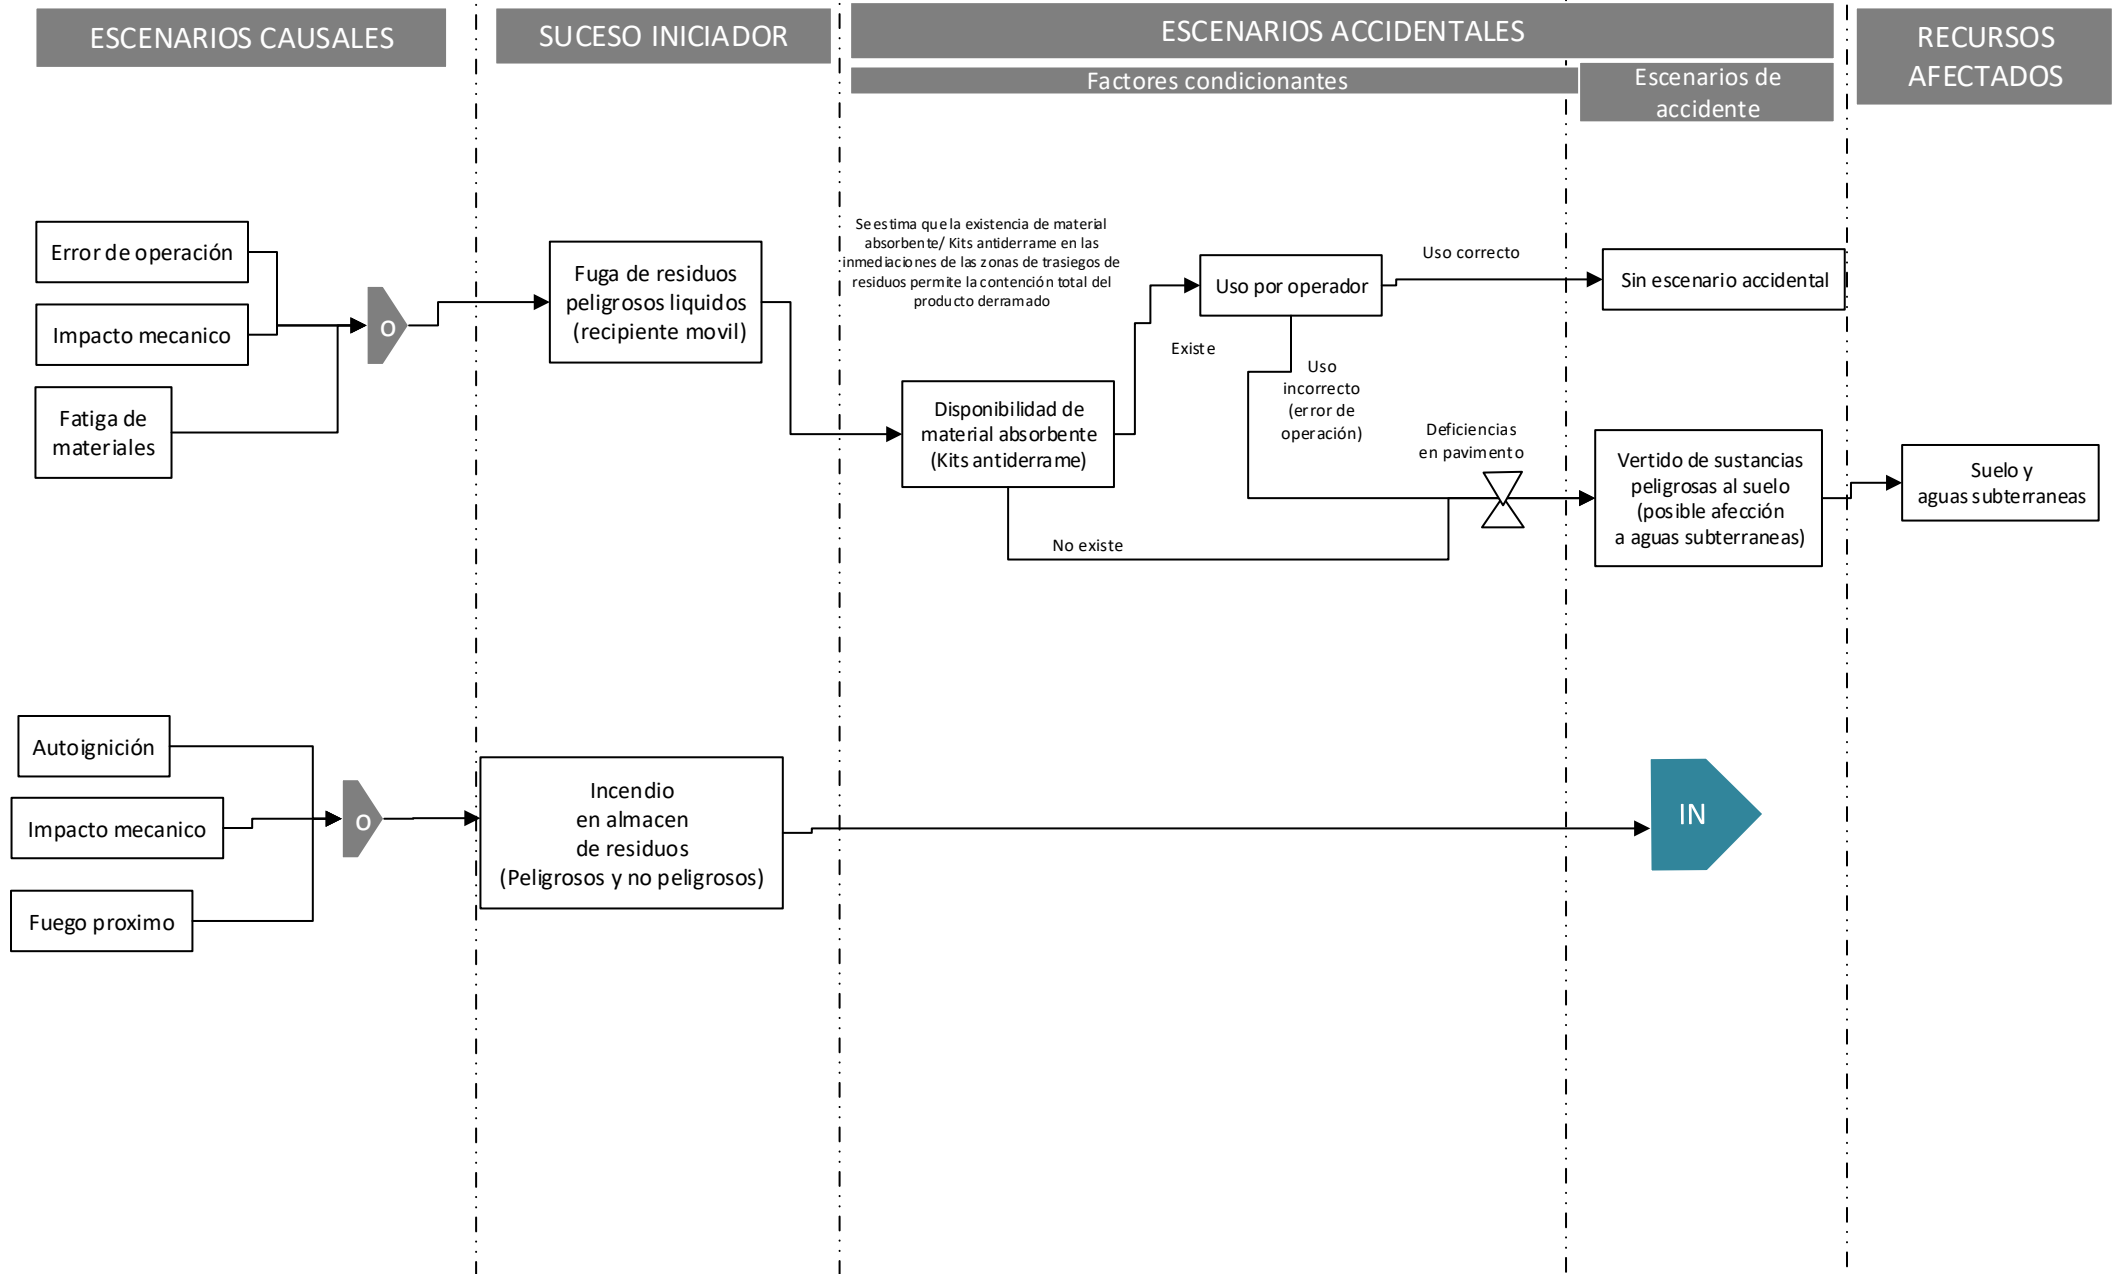 ESCENARIOS CAUSALES
SUCESO INICIADOR
ESCENARIOS ACCIDENTALES
RECURSOS
AFECTADOS
Factores condicionantes
Escenarios de
accidente
Error de operación
Impacto mecanico
Fatiga de
materiales
O
Fuga de residuos
peligrosos liquidos
(recipiente movil)
Se estima que la existencia de material
absorbente/ Kits antiderrame en las
inmediaciones de las zonas de trasiegos de
residuos permite la contención total del
producto derramado
Disponibilidad de
material absorbente
(Kits antiderrame)
Existe
No existe
Uso por operador
Uso correcto
Uso
incorrecto
(error de
operación)
Deficiencias
en pavimento
Sin escenario accidental
Vertido de sustancias
peligrosas al suelo
(posible afección
a aguas subterraneas)
Suelo y
aguas subterraneas
Autoignición
Impacto mecanico
Fuego proximo
O
Incendio
en almacen
de residuos
(Peligrosos y no peligrosos)
IN